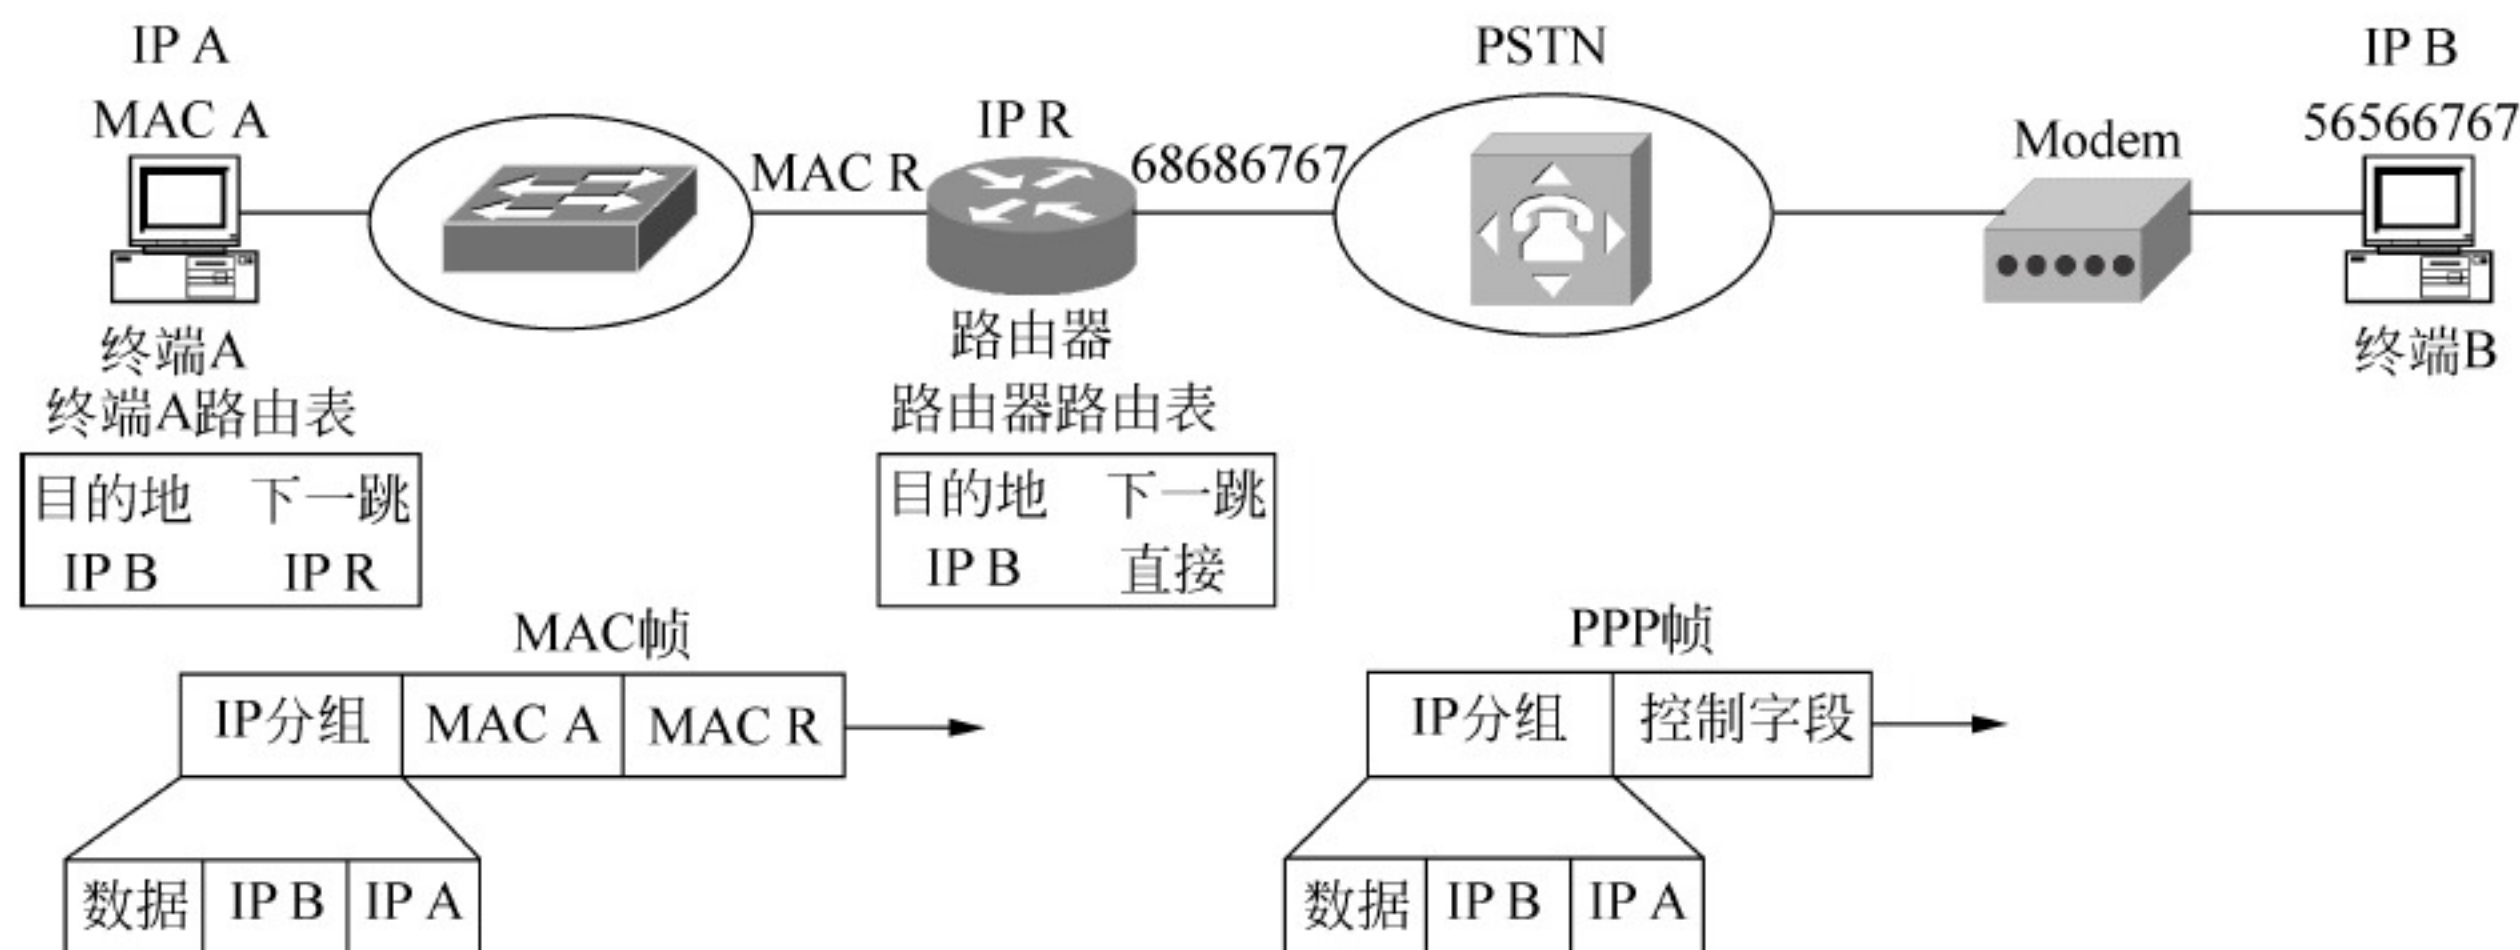 IP A
MAC A
终端A
MAC R
IP R
68686767
路由器
PSTN
Modem
IP B
56566767
终端B
终端A路由表
目的地 下一跳
IP B IP R
路由器路由表
目的地 下一跳
IP B 直接
MAC帧
IP分组 MAC A MAC R
数据 IP B IP A
PPP帧
IP分组 控制字段
数据 IP B IP A